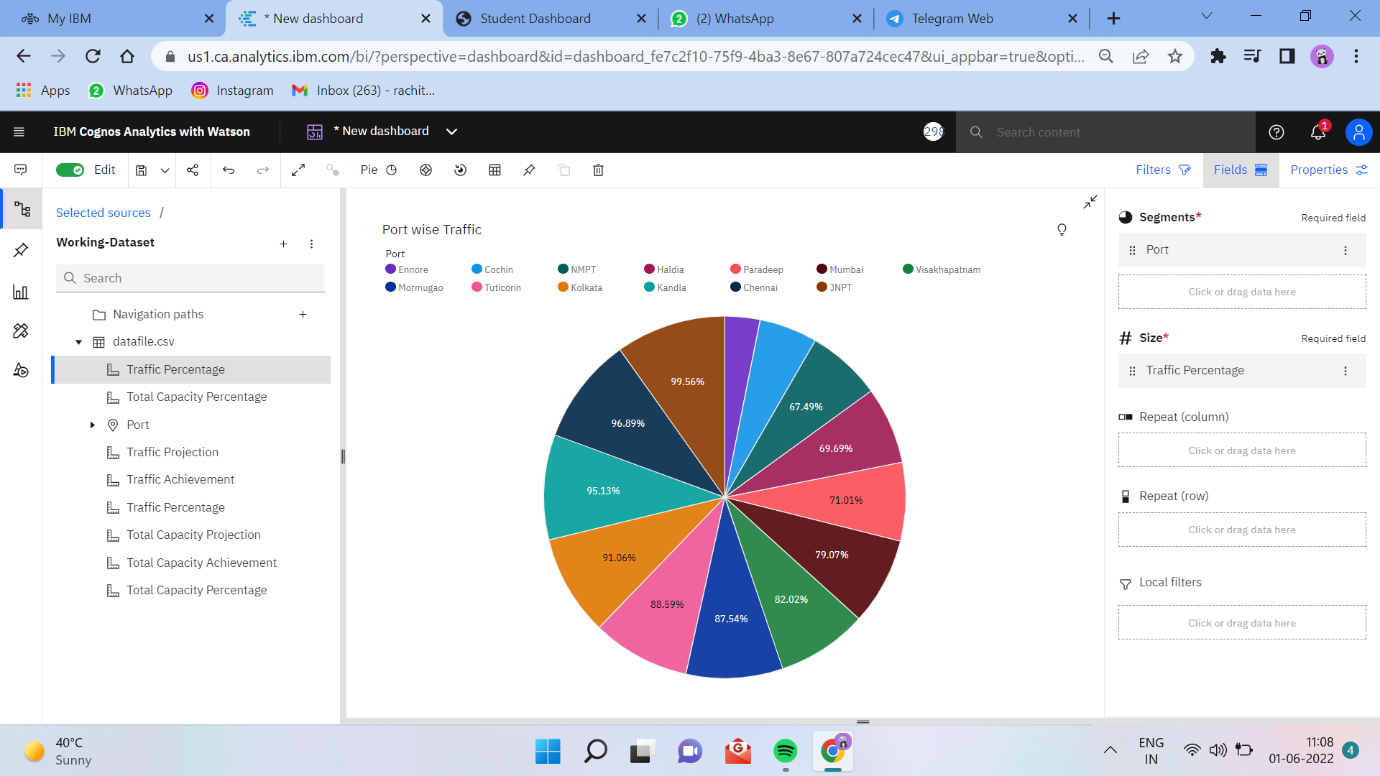 My IBM
* New dashboard
Student Dashboard
(2) WhatsApp
Telegram Web
us1.ca.analytics.ibm.com/bi/?perspective=dashboard&id=dashboard_fe7c2f10-75f9-4ba3-8e67-807a724cec47&ui_appbar=true&opti...
Apps
2 WhatsApp
Instagram
Inbox (263) - rachit...
IBM Cognos Analytics with Watson
* New dashboard
298
Search content
1
Edit
Pie
Filters
Fields
Properties
Selected sources /
Working-Dataset
Search
Navigation paths
datafile.csv
Traffic Percentage
Total Capacity Percentage
Port
Traffic Projection
Traffic Achievement
Traffic Percentage
Total Capacity Projection
Total Capacity Achievement
Total Capacity Percentage
Port wise Traffic
Port
Ennore Cochin NMPT Haldia Paradeep Mumbai Visakhapatnam
Mormugao Tuticorin Kolkata Kandla Chennai JNPT
99.56%
67.49%
96.89%
69.69%
95.13%
71.01%
91.06%
79.07%
88.59%
82.02%
87.54%
Segments* Required field
Port
Click or drag data here
# Size* Required field
Traffic Percentage
Repeat (column)
Click or drag data here
Repeat (row)
Click or drag data here
Local filters
Click or drag data here
40°C
Sunny
ENG
IN
11:08
01-06-2022
4